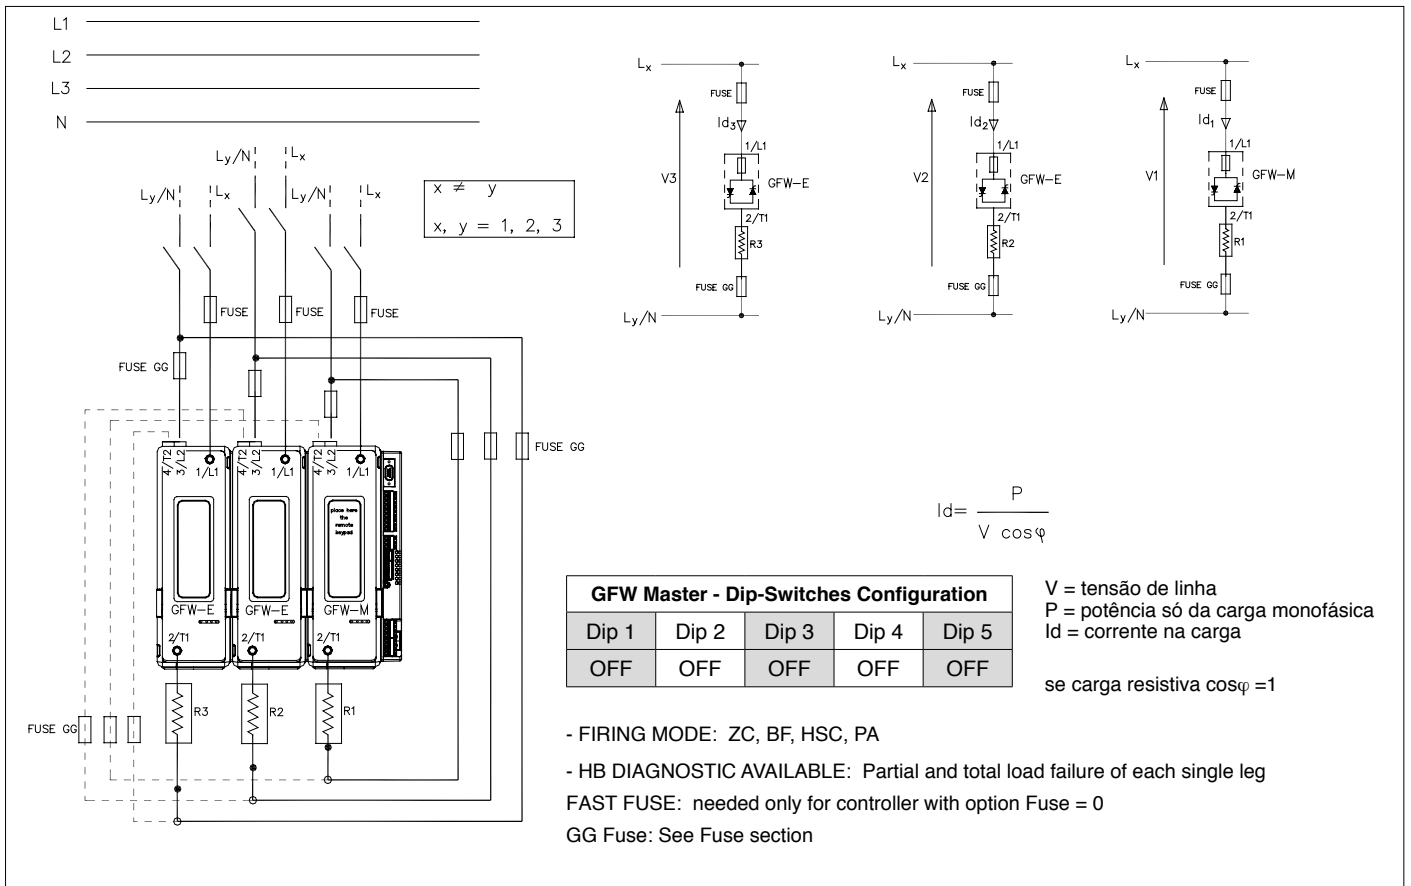 L1
L2
L3
N
Ly/N
Lx
Ly/N
Lx
Ly/N
Lx
x ≠ y
x, y = 1, 2, 3
FUSE
FUSE
FUSE
FUSE GG
FUSE GG
4/T2
3/L2
1/L1
4/T2
3/L2
1/L1
4/T2
3/L2
1/L1
place here
the
remote
keypad
GFW-E
GFW-E
GFW-M
2/T1
2/T1
2/T1
R3
R2
R1
FUSE GG
Lx
FUSE
Id3
1/L1
V3
GFW-E
2/T1
R3
FUSE GG
Ly/N
Lx
FUSE
Id2
1/L1
V2
GFW-E
2/T1
R2
FUSE GG
Ly/N
Lx
FUSE
Id1
1/L1
V1
GFW-M
2/T1
R1
FUSE GG
Ly/N
Id= P
V cosφ
GFW Master - Dip-Switches Configuration
Dip 1 Dip 2 Dip 3 Dip 4 Dip 5
OFF OFF OFF OFF OFF
V = tensão de linha
P = potência só da carga monofásica
Id = corrente na carga
se carga resistiva cosφ =1
- FIRING MODE: ZC, BF, HSC, PA
- HB DIAGNOSTIC AVAILABLE: Partial and total load failure of each single leg
FAST FUSE: needed only for controller with option Fuse = 0
GG Fuse: See Fuse section